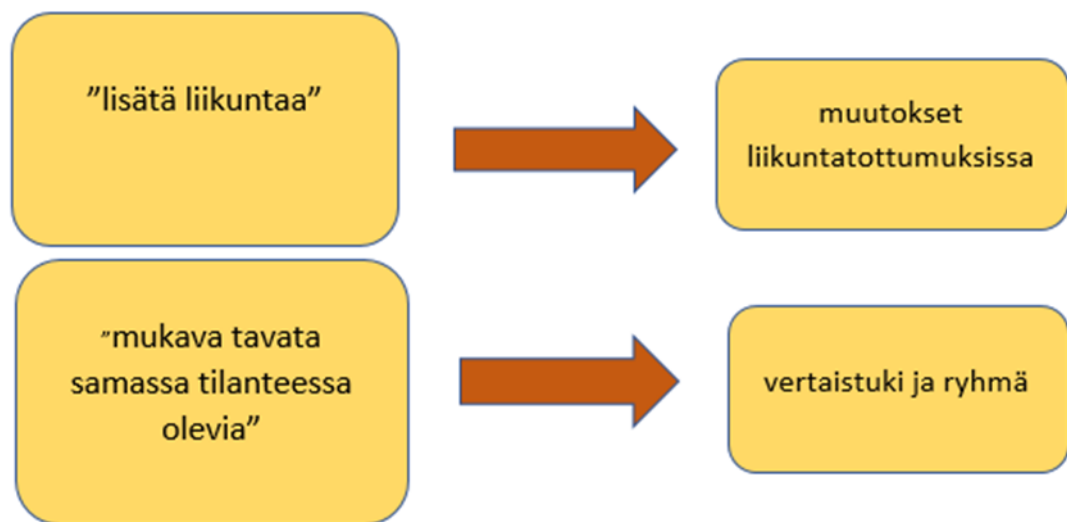 ”lisätä liikuntaa”
muutokset
liikuntatottumuksissa
”mukava tavata
samassa tilanteessa
olevia”
vertaistuki ja ryhmä